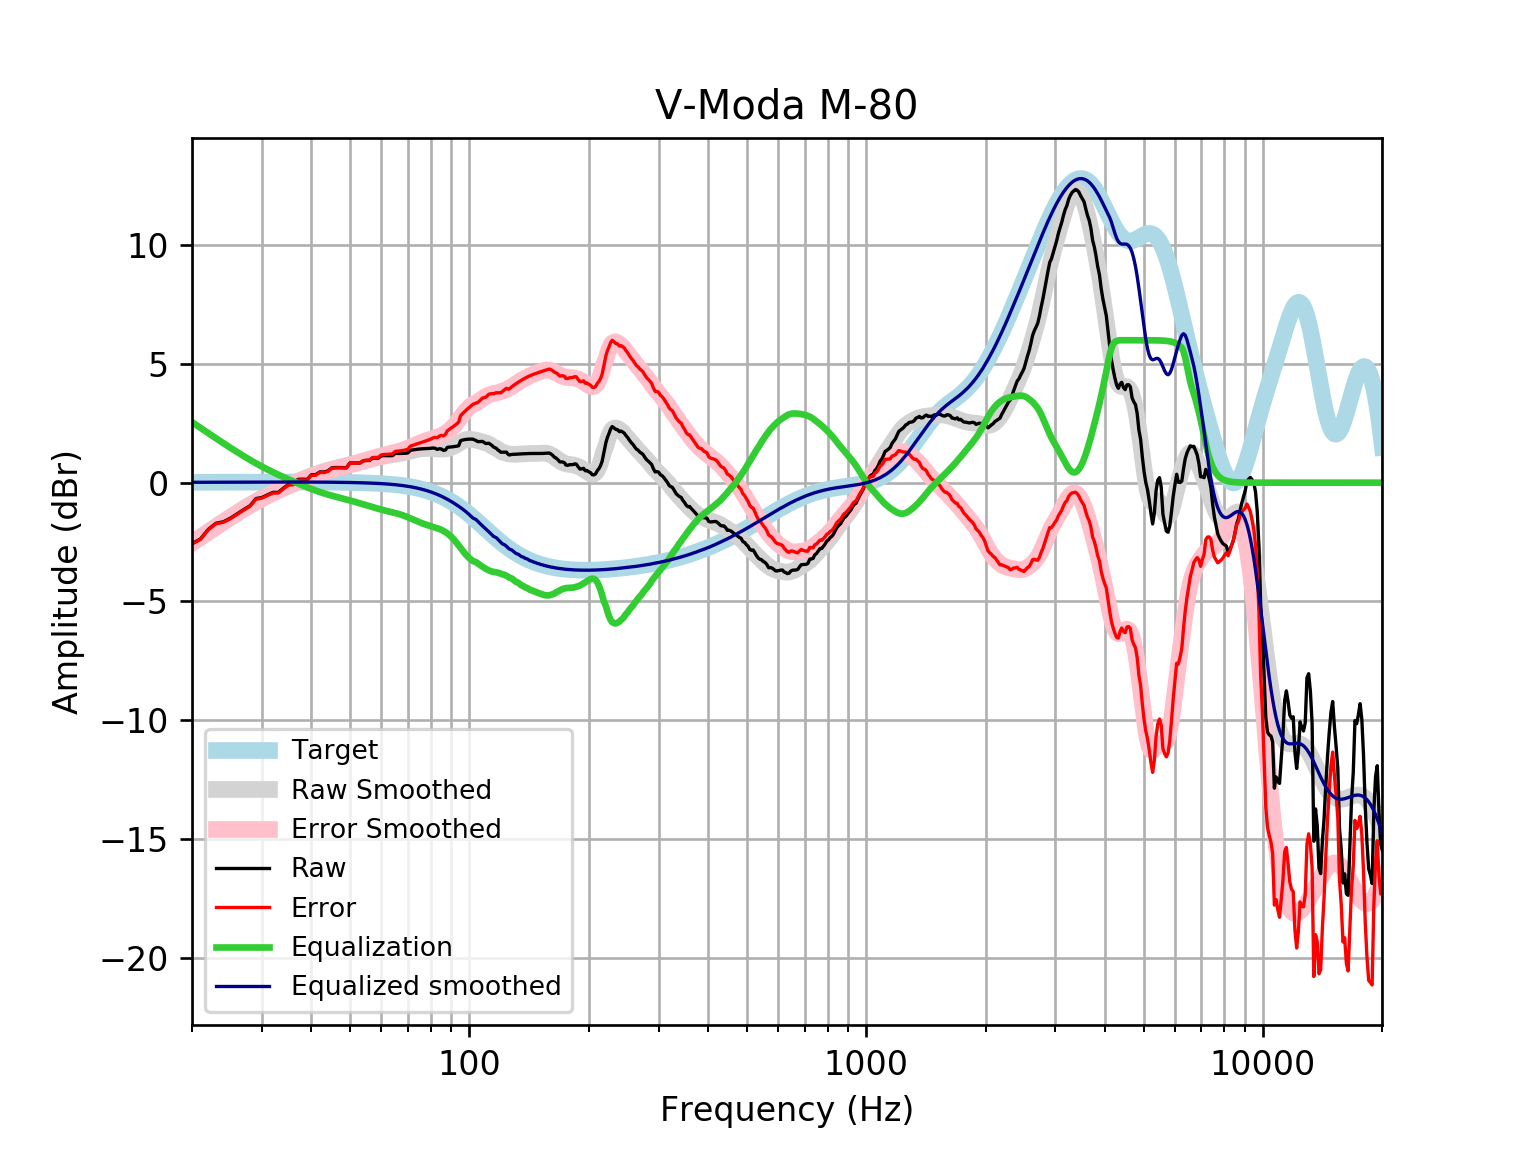 V-Moda M-80
10
5
0
−5
−10
−15
−20
Amplitude (dBr)
Target
Raw Smoothed
Error Smoothed
Raw
Error
Equalization
Equalized smoothed
100
1000
10000
Frequency (Hz)